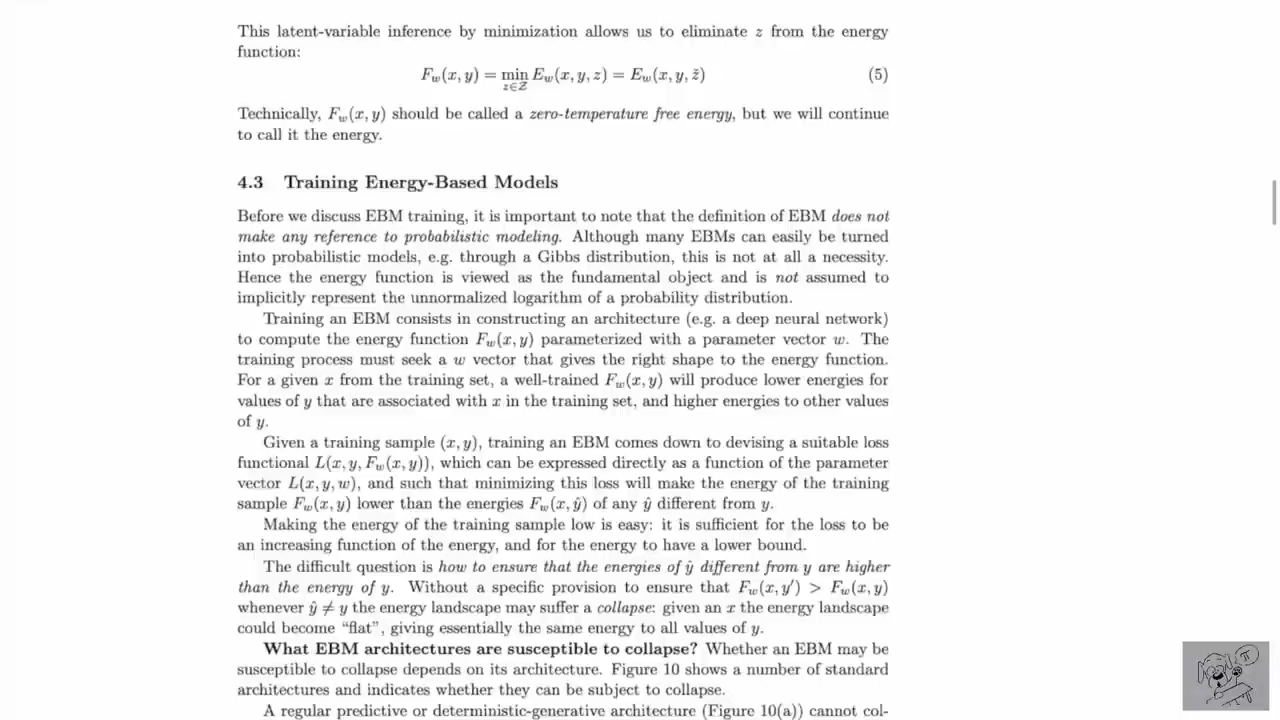 This latent-variable inference by minimization allows us to eliminate z from the energy
function:
F_w(x, y) = min_{z∈Z} E_w(x, y, z) = E_w(x, y, ž) (5)
Technically, F_w(x, y) should be called a zero-temperature free energy, but we will continue
to call it the energy.
4.3 Training Energy-Based Models
Before we discuss EBM training, it is important to note that the definition of EBM does not
make any reference to probabilistic modeling. Although many EBMs can easily be turned
into probabilistic models, e.g. through a Gibbs distribution, this is not at all a necessity.
Hence the energy function is viewed as the fundamental object and is not assumed to
implicitly represent the unnormalized logarithm of a probability distribution.
Training an EBM consists in constructing an architecture (e.g. a deep neural network)
to compute the energy function F_w(x, y) parameterized with a parameter vector w. The
training process must seek a w vector that gives the right shape to the energy function.
For a given x from the training set, a well-trained F_w(x, y) will produce lower energies for
values of y that are associated with x in the training set, and higher energies to other values
of y.
Given a training sample (x, y), training an EBM comes down to devising a suitable loss
functional L(x, y, F_w(x, y)), which can be expressed directly as a function of the parameter
vector L(x, y, w), and such that minimizing this loss will make the energy of the training
sample F_w(x, y) lower than the energies F_w(x, ŷ) of any ŷ different from y.
Making the energy of the training sample low is easy: it is sufficient for the loss to be
an increasing function of the energy, and for the energy to have a lower bound.
The difficult question is how to ensure that the energies of ŷ different from y are higher
than the energy of y. Without a specific provision to ensure that F_w(x, y′) > F_w(x, y)
whenever ŷ ≠ y the energy landscape may suffer a collapse: given an x the energy landscape
could become “flat”, giving essentially the same energy to all values of y.
What EBM architectures are susceptible to collapse? Whether an EBM may be
susceptible to collapse depends on its architecture. Figure 10 shows a number of standard
architectures and indicates whether they can be subject to collapse.
A regular predictive or deterministic-generative architecture (Figure 10(a)) cannot col-
π